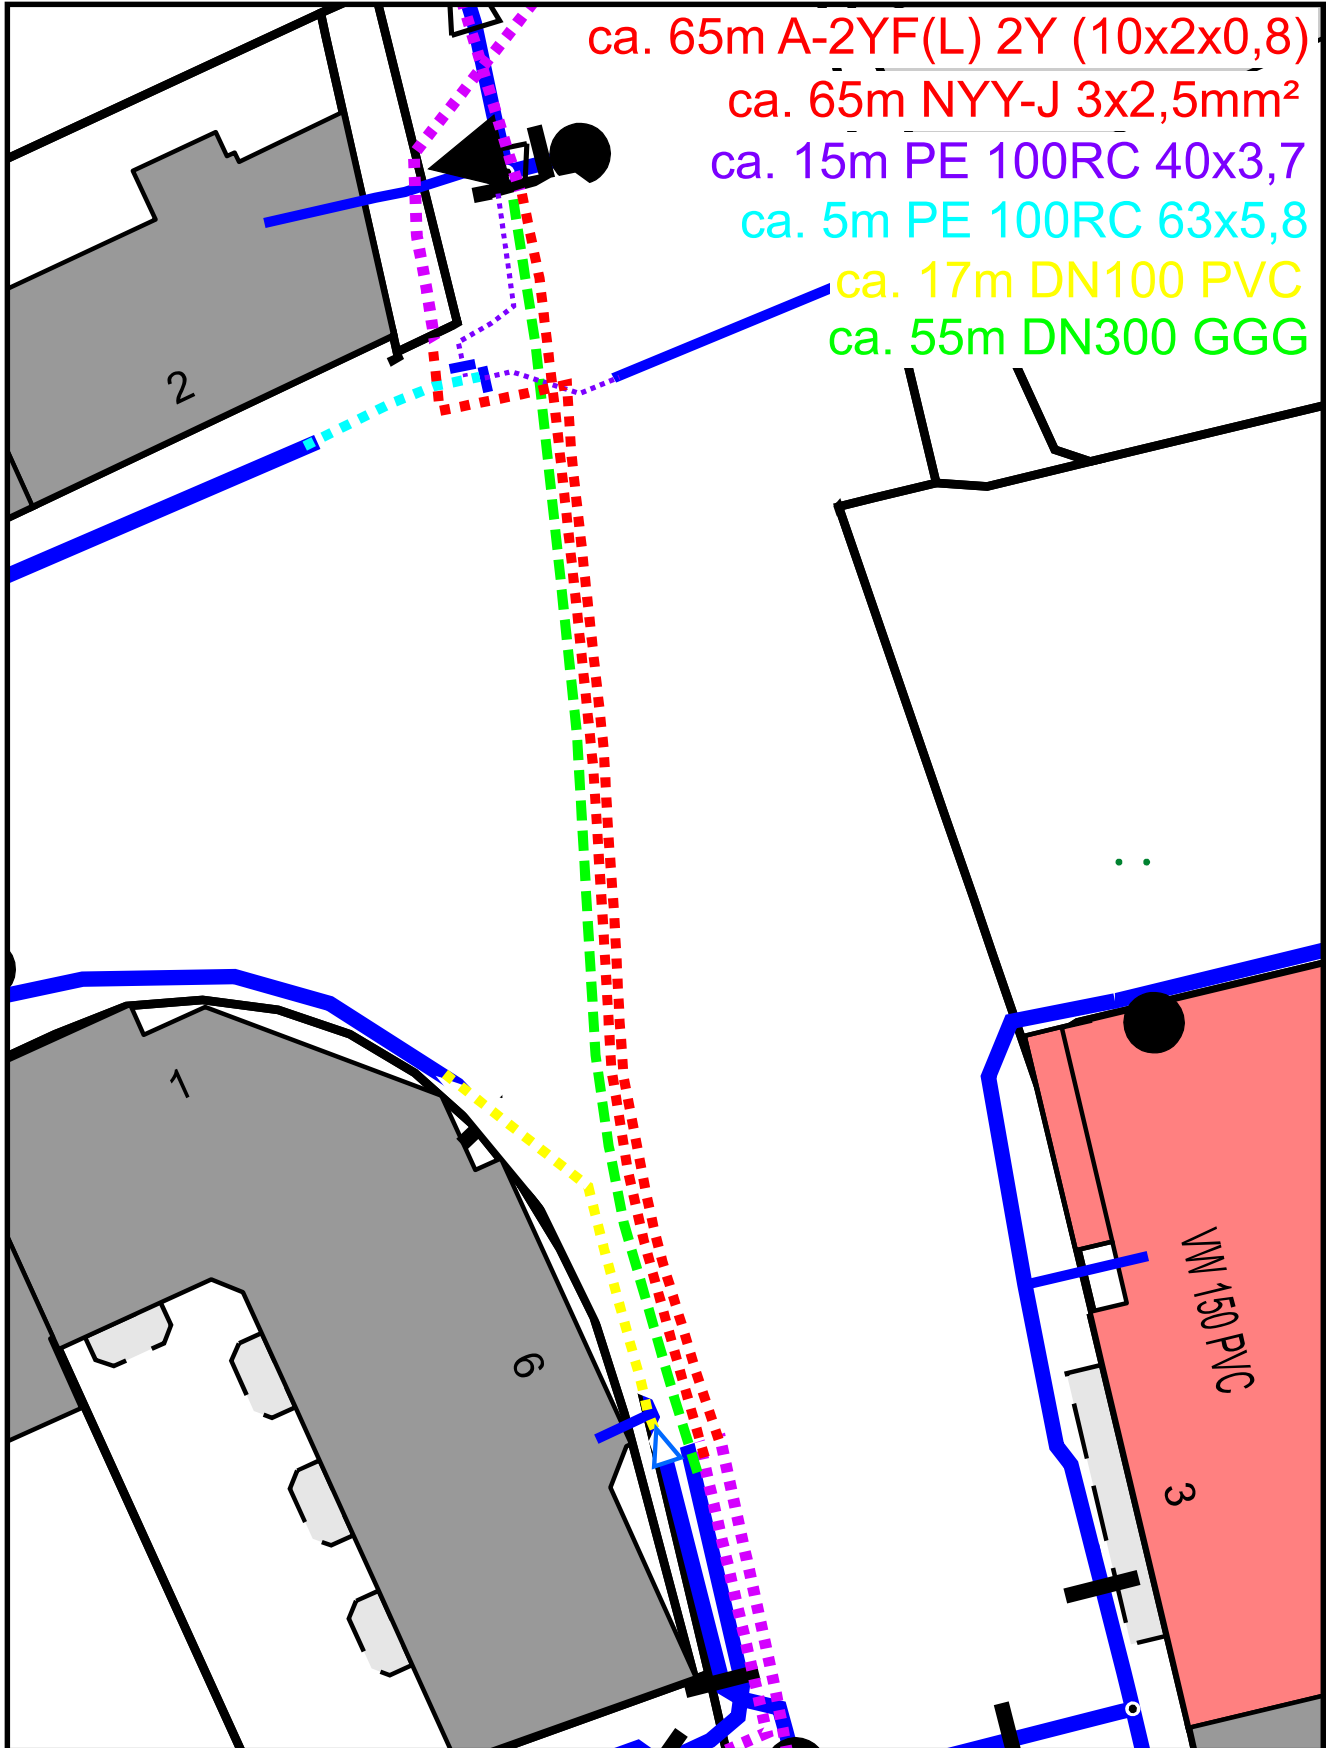 ca. 65m A-2YF(L) 2Y (10x2x0,8)
ca. 65m NYY-J 3x2,5mm²
ca. 15m PE 100RC 40x3,7
ca. 5m PE 100RC 63x5,8
ca. 17m DN100 PVC
ca. 55m DN300 GGG
2
1
6
VW 150 PVC
3